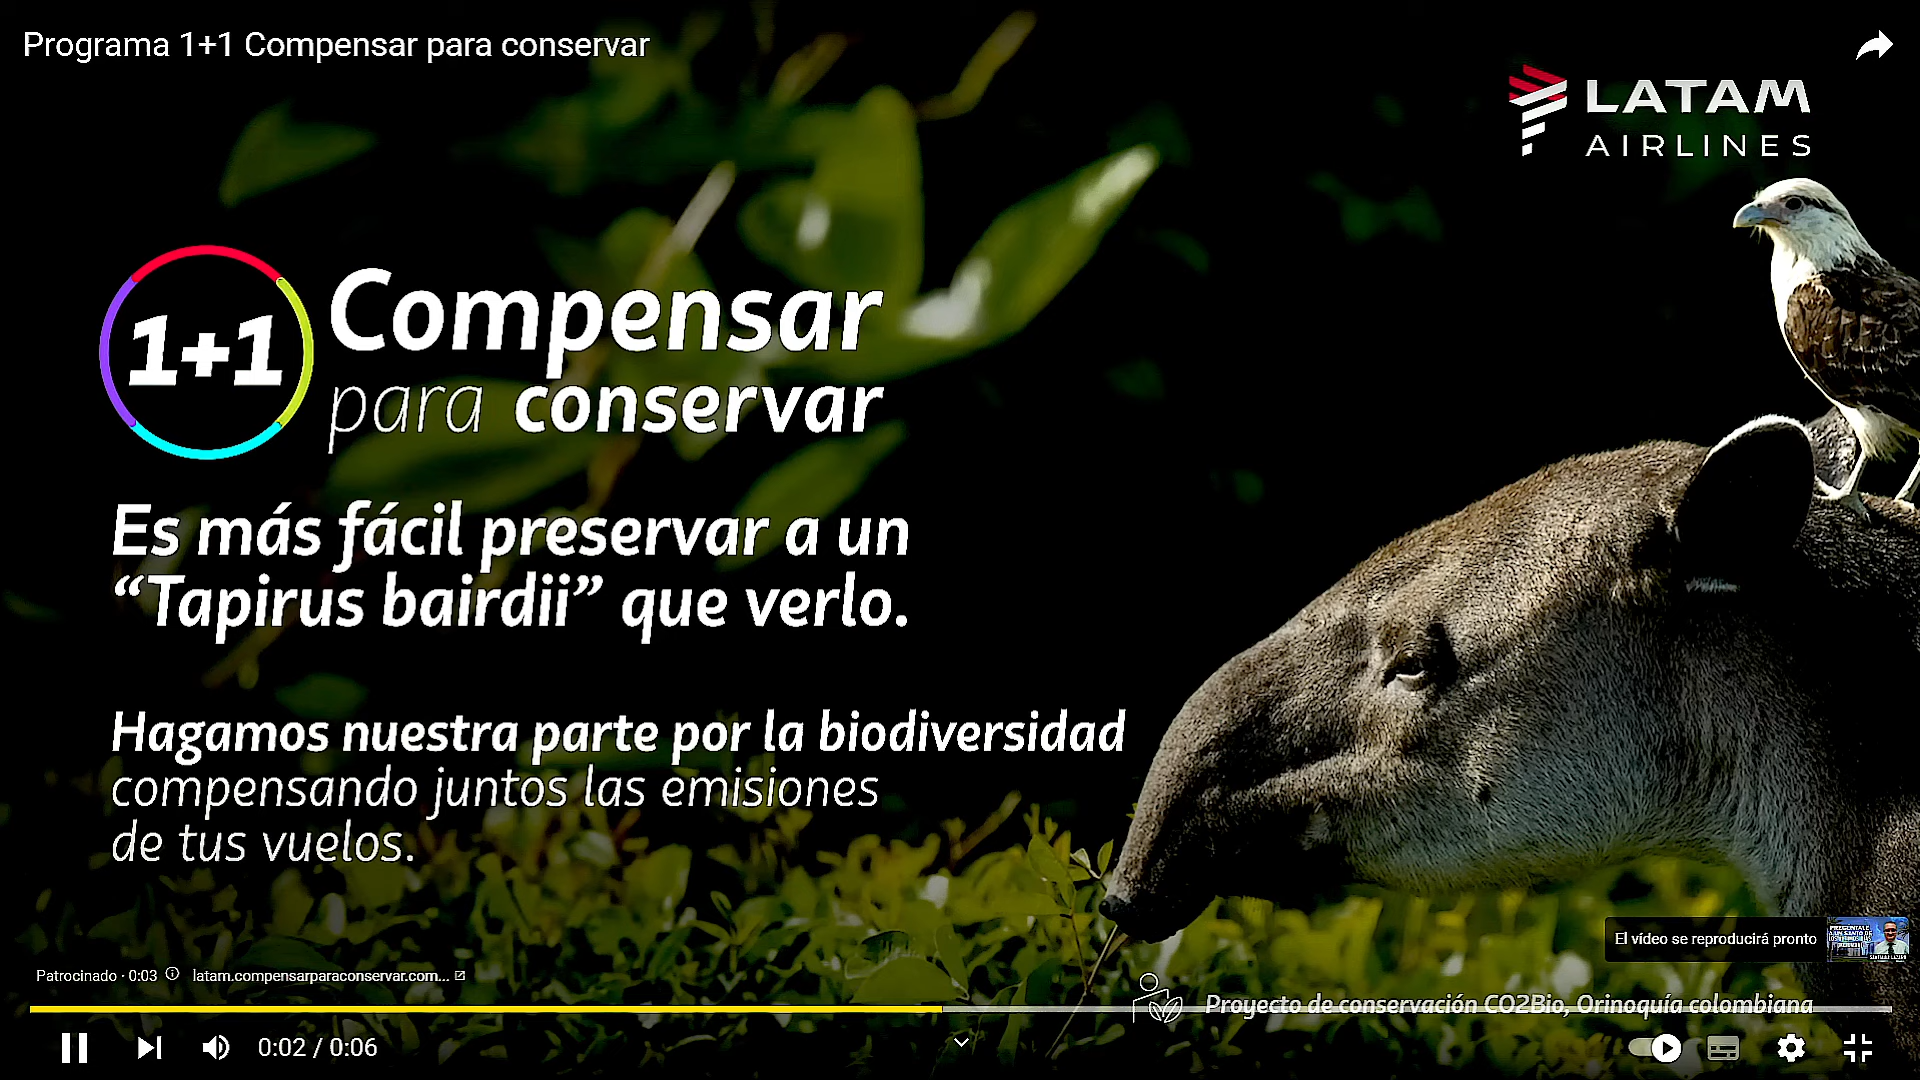 Programa 1+1 Compensar para conservar
LATAM
AIRLINES
1+1
Compensar
para conservar
Es más fácil preservar a un
“Tapirus bairdii” que verlo.
Hagamos nuestra parte por la biodiversidad
compensando juntos las emisiones
de tus vuelos.
El vídeo se reproducirá pronto
Patrocinado · 0:03
latam.compensarparaconservar.com...
Proyecto de conservación CO2Bio, Orinoquía colombiana
0:02 / 0:06